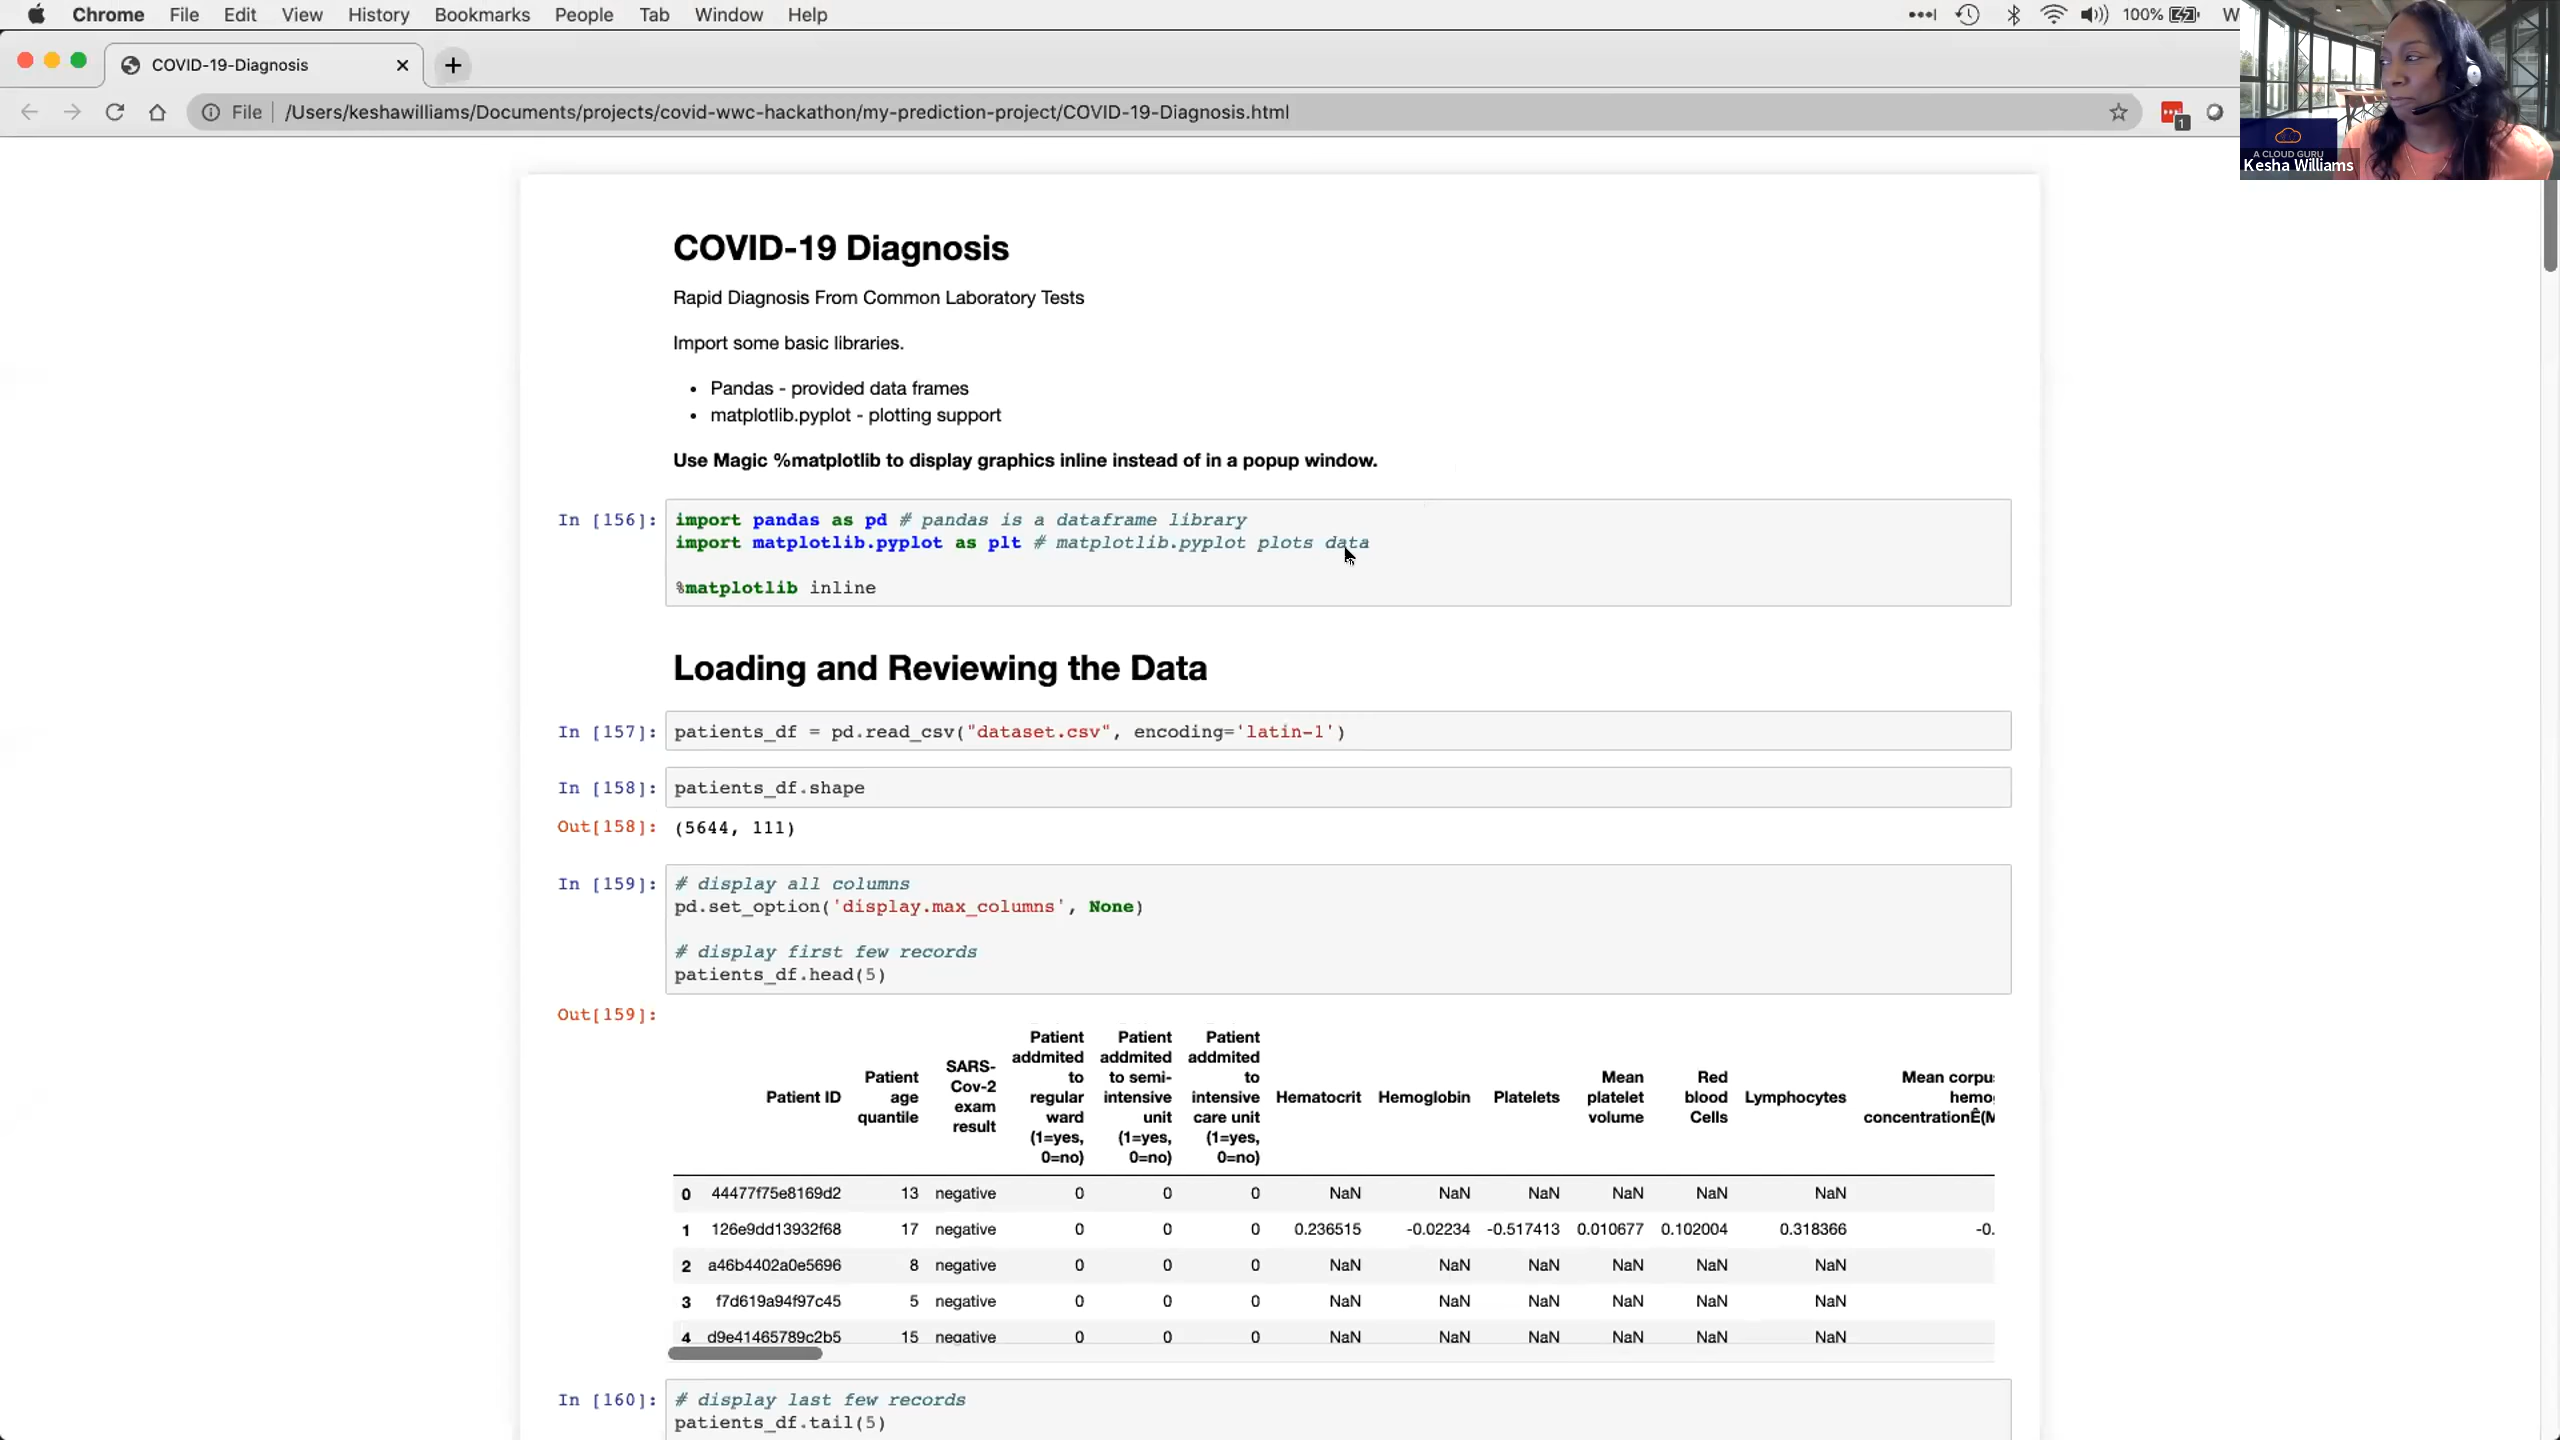 Chrome File Edit View History Bookmarks People Tab Window Help 100% W
COVID-19-Diagnosis
File /Users/keshawilliams/Documents/projects/covid-wwc-hackathon/my-prediction-project/COVID-19-Diagnosis.html 1
A CLOUD GURU
Kesha Williams
COVID-19 Diagnosis
Rapid Diagnosis From Common Laboratory Tests
Import some basic libraries.
• Pandas - provided data frames
• matplotlib.pyplot - plotting support
Use Magic %matplotlib to display graphics inline instead of in a popup window.
In [156]: import pandas as pd # pandas is a dataframe library
import matplotlib.pyplot as plt # matplotlib.pyplot plots data
%matplotlib inline
Loading and Reviewing the Data
In [157]: patients_df = pd.read_csv("dataset.csv", encoding='latin-1')
In [158]: patients_df.shape
Out[158]: (5644, 111)
In [159]: # display all columns
pd.set_option('display.max_columns', None)
# display first few records
patients_df.head(5)
Out[159]:
Patient ID Patient age quantile SARS-Cov-2 exam result Patient addmited to regular ward (1=yes, 0=no) Patient addmited to semi-intensive unit (1=yes, 0=no) Patient addmited to intensive care unit (1=yes, 0=no) Hematocrit Hemoglobin Platelets Mean platelet volume Red blood Cells Lymphocytes Mean corpu hemo concentrationÊ(M
0 44477f75e8169d2 13 negative 0 0 0 NaN NaN NaN NaN NaN NaN
1 126e9dd13932f68 17 negative 0 0 0 0.236515 -0.02234 -0.517413 0.010677 0.102004 0.318366 -0.
2 a46b4402a0e5696 8 negative 0 0 0 NaN NaN NaN NaN NaN NaN
3 f7d619a94f97c45 5 negative 0 0 0 NaN NaN NaN NaN NaN NaN
4 d9e41465789c2b5 15 negative 0 0 0 NaN NaN NaN NaN NaN NaN
In [160]: # display last few records
patients_df.tail(5)